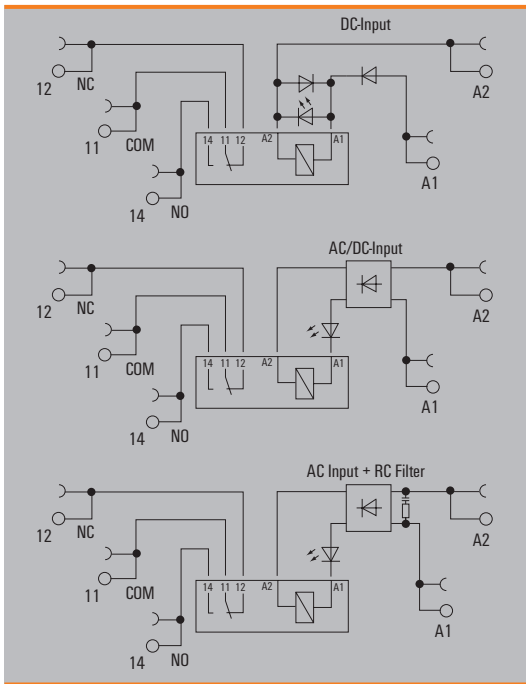 DC-Input
12 NC
A2
11 COM
14 11 12 A2 A1
A1
14 NO
AC/DC-Input
12 NC
A2
11 COM
14 11 12 A2 A1
A1
14 NO
AC Input + RC Filter
12 NC
A2
11 COM
14 11 12 A2 A1
A1
14 NO